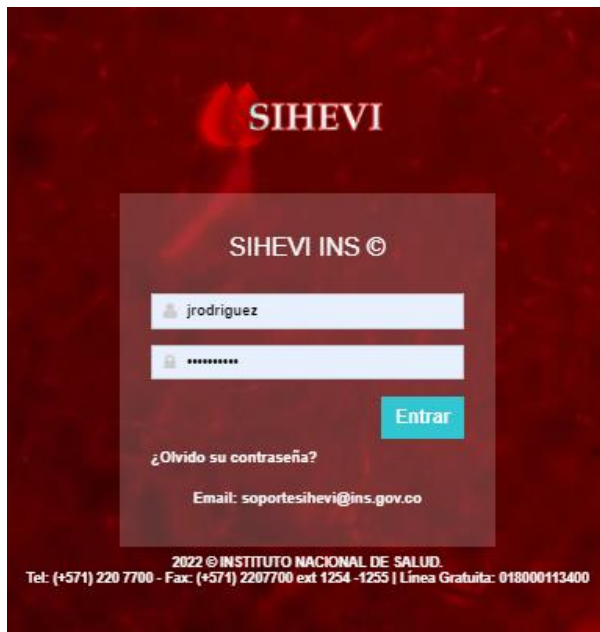 SIHEVI
SIHEVI INS ©
jrodriguez
••••••••••
Entrar
¿Olvido su contraseña?
Email: soportesihevi@ins.gov.co
2022 © INSTITUTO NACIONAL DE SALUD.
Tel: (+571) 220 7700 - Fax: (+571) 2207700 ext 1254 -1255 | Línea Gratuita: 018000113400